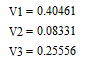 V1 = 0.40461
V2 = 0.08331
V3 = 0.25556